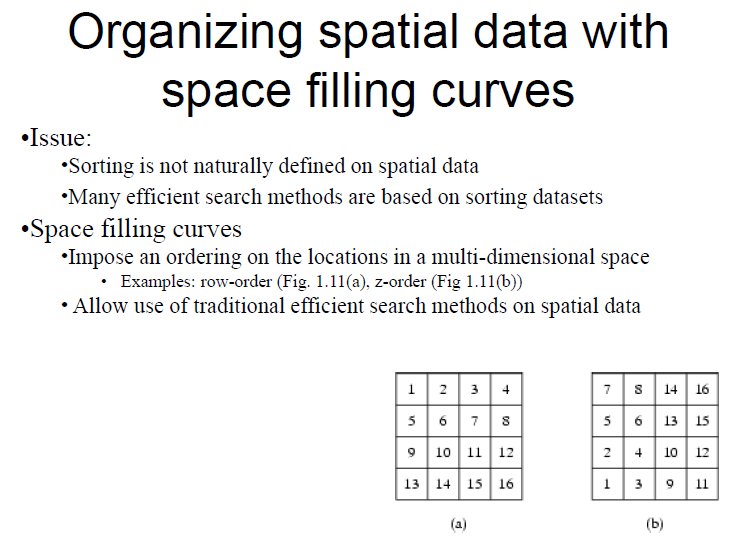 Organizing spatial data with
space filling curves
•Issue:
•Sorting is not naturally defined on spatial data
•Many efficient search methods are based on sorting datasets
•Space filling curves
•Impose an ordering on the locations in a multi-dimensional space
• Examples: row-order (Fig. 1.11(a), z-order (Fig 1.11(b))
• Allow use of traditional efficient search methods on spatial data
1 2 3 4
5 6 7 8
9 10 11 12
13 14 15 16
(a)
7 8 14 16
5 6 13 15
2 4 10 12
1 3 9 11
(b)